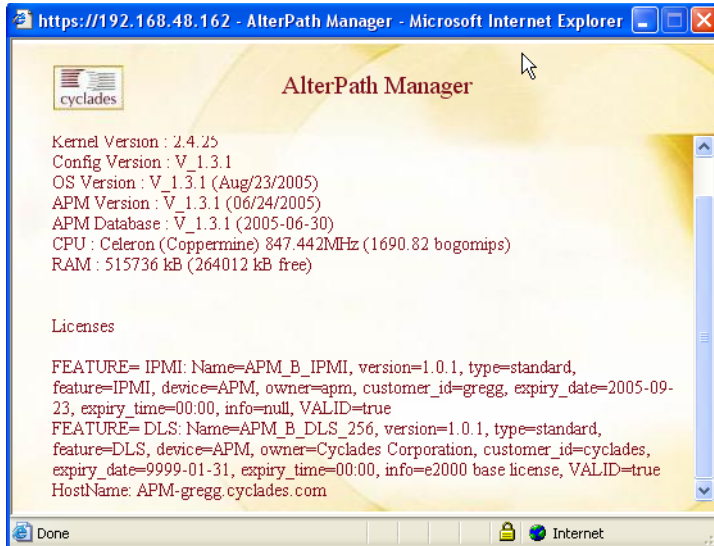 https://192.168.48.162 - AlterPath Manager - Microsoft Internet Explorer
cyclades
AlterPath Manager
Kernel Version : 2.4.25
Config Version : V_1.3.1
OS Version : V_1.3.1 (Aug/23/2005)
APM Version : V_1.3.1 (06/24/2005)
APM Database : V_1.3.1 (2005-06-30)
CPU : Celeron (Coppermine) 847.442MHz (1690.82 bogomips)
RAM : 515736 kB (264012 kB free)
Licenses
FEATURE= IPMI: Name=APM_B_IPMI, version=1.0.1, type=standard,
feature=IPMI, device=APM, owner=apm, customer_id=gregg, expiry_date=2005-09-
23, expiry_time=00:00, info=null, VALID=true
FEATURE= DLS: Name=APM_B_DLS_256, version=1.0.1, type=standard,
feature=DLS, device=APM, owner=Cyclades Corporation, customer_id=cyclades,
expiry_date=9999-01-31, expiry_time=00:00, info=e2000 base license, VALID=true
HostName: APM-gregg.cyclades.com
Done
Internet